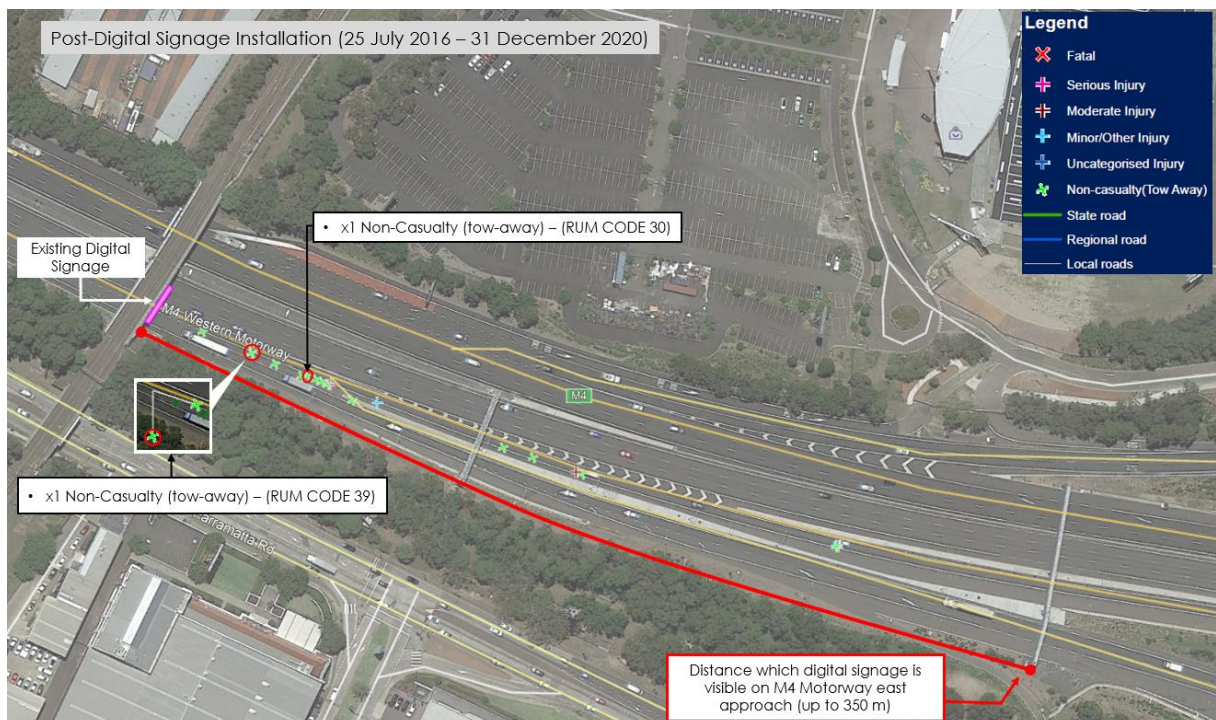 Post-Digital Signage Installation (25 July 2016 – 31 December 2020)
Legend
Fatal
Serious Injury
Moderate Injury
Minor/Other Injury
Uncategorised Injury
Non-casualty(Tow Away)
State road
Regional road
Local roads
• x1 Non-Casualty (tow-away) – (RUM CODE 30)
Existing Digital
Signage
M4 Western Motorway
M4
• x1 Non-Casualty (tow-away) – (RUM CODE 39)
arramatta Rd
Distance which digital signage is
visible on M4 Motorway east
approach (up to 350 m)